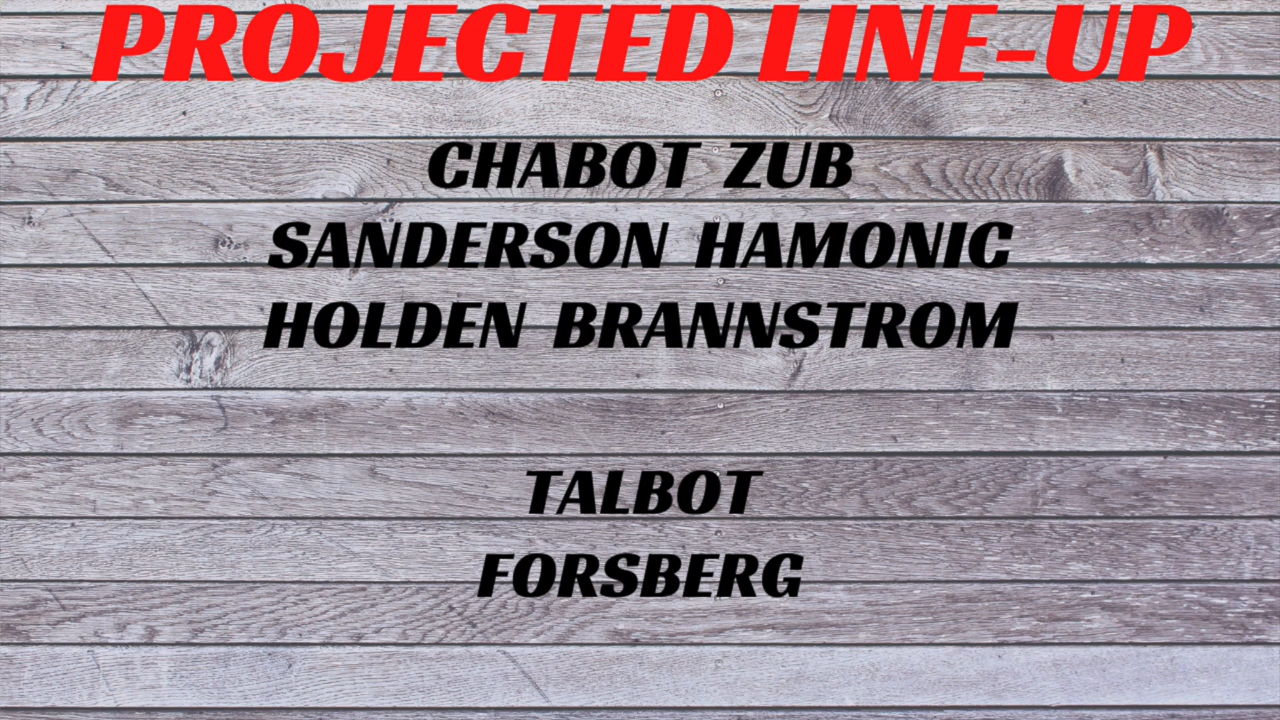 PROJECTED LINE-UP
CHABOT ZUB
SANDERSON HAMONIC
HOLDEN BRANNSTROM
TALBOT
FORSBERG